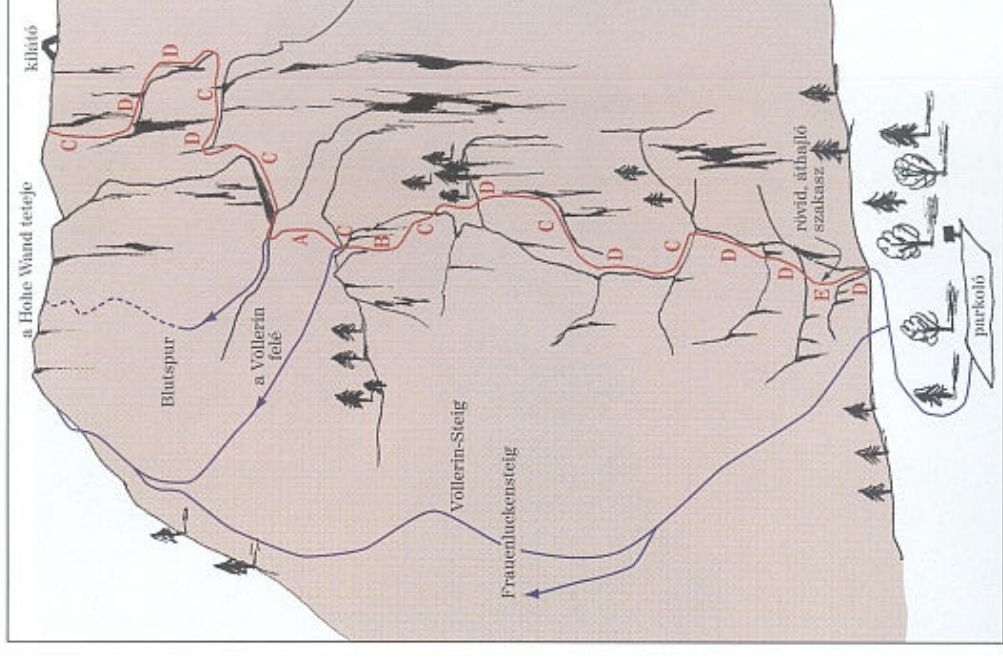 kilátó
a Hohe Wand teteje
D
D
C
C
D
C
Blutspur
A
a Völlerin
felé
C
B
C
D
Völlerin-Steig
C
D
C
Frauenluckensteig
D
D
rövid, áthajló
szakasz
E
D
parkoló